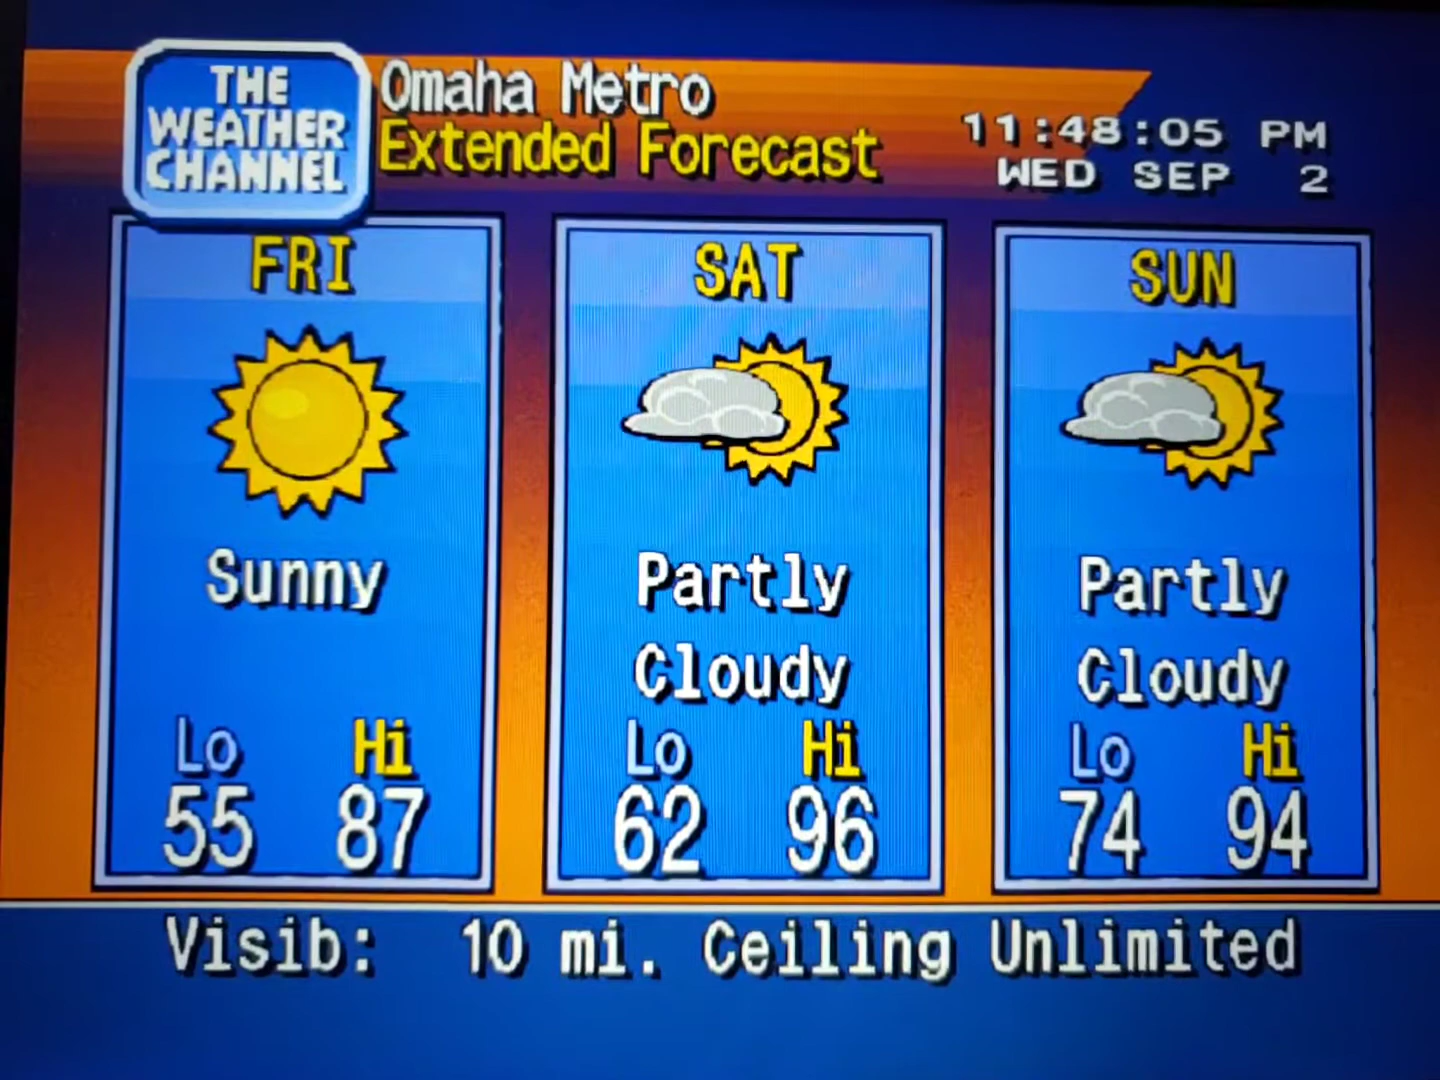 THE
WEATHER
CHANNEL
Omaha Metro
Extended Forecast
11:48:05 PM
WED SEP 2
FRI
Sunny
Lo Hi
55 87
SAT
Partly
Cloudy
Lo Hi
62 96
SUN
Partly
Cloudy
Lo Hi
74 94
Visib: 10 mi. Ceiling Unlimited